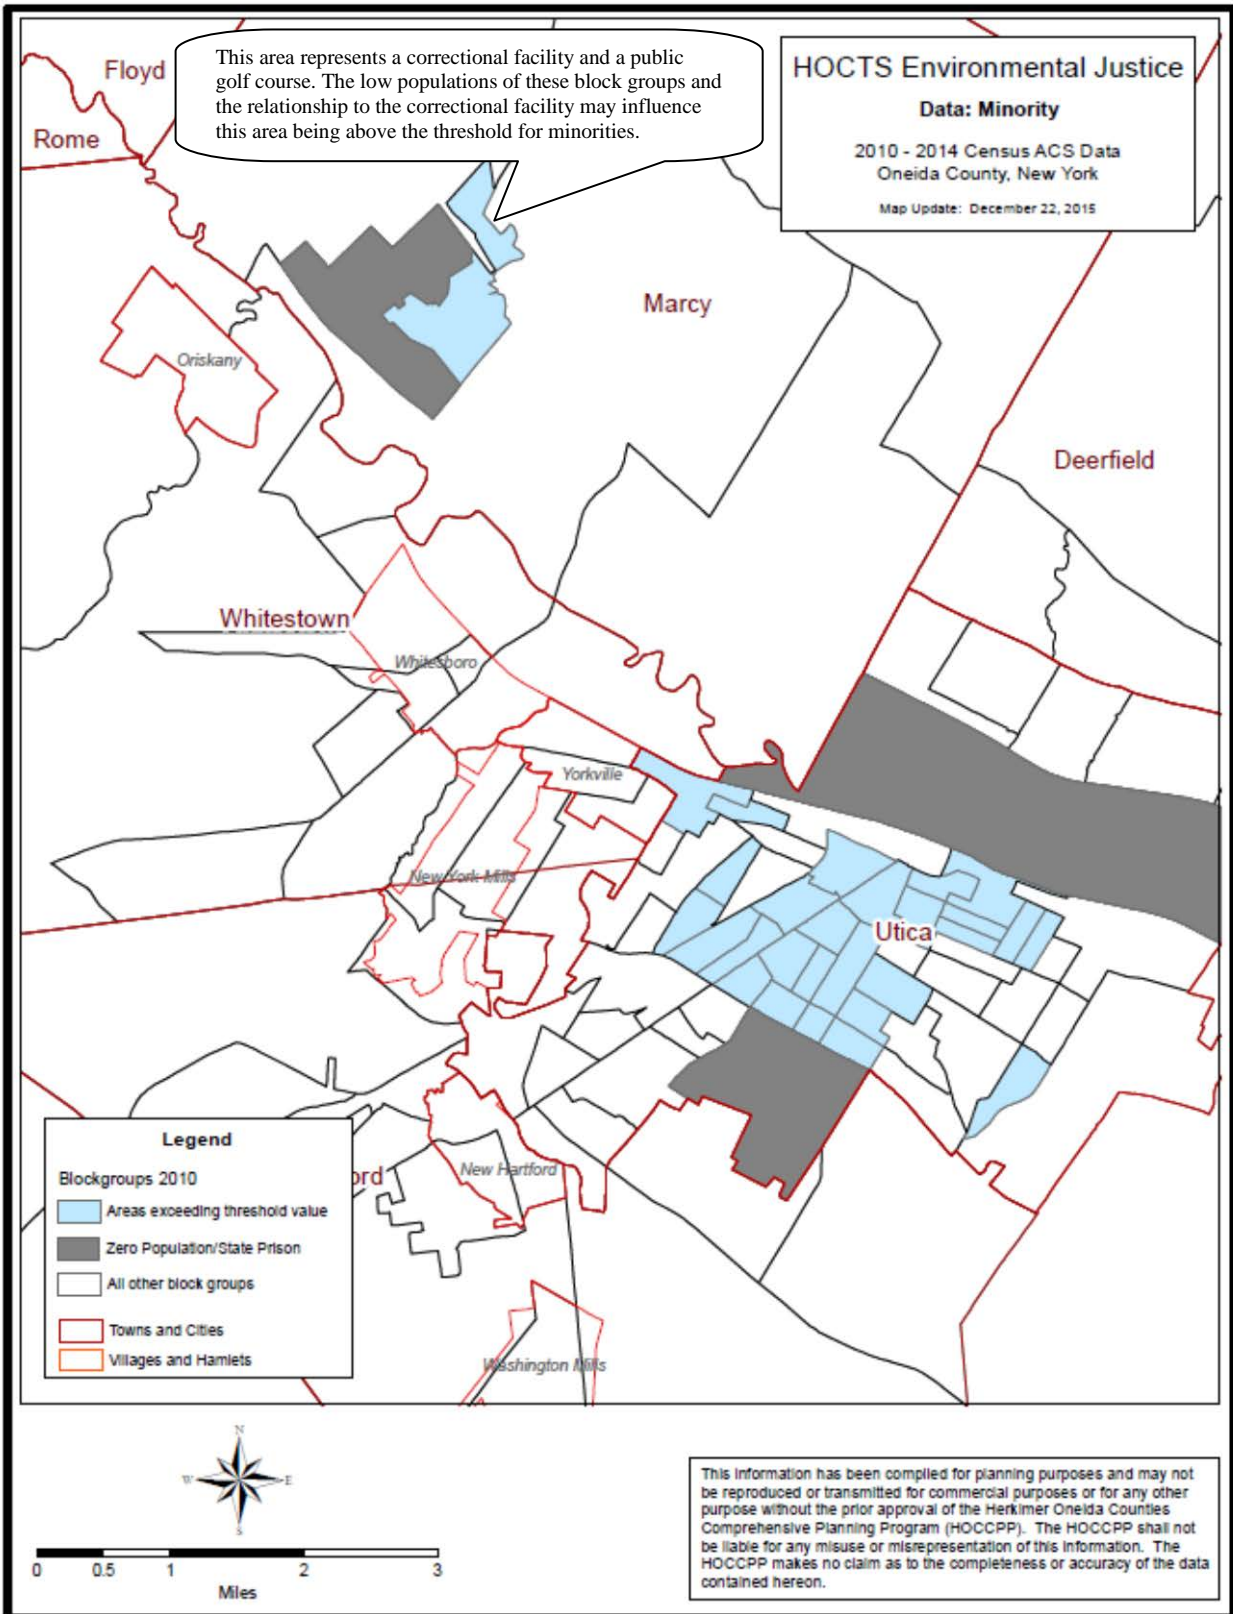 Floyd
Rome
This area represents a correctional facility and a public
golf course. The low populations of these block groups and
the relationship to the correctional facility may influence
this area being above the threshold for minorities.
HOCTS Environmental Justice
Data: Minority
2010 - 2014 Census ACS Data
Oneida County, New York
Map Update: December 22, 2015
Marcy
Oriskany
Deerfield
Whitestown
Whitesboro
Yorkville
New York Mills
Utica
ord
New Hartford
Washington Mills
Legend
Blockgroups 2010
Areas exceeding threshold value
Zero Population/State Prison
All other block groups
Towns and Cities
Villages and Hamlets
N
W E
S
0 0.5 1 2 3
Miles
This information has been compiled for planning purposes and may not
be reproduced or transmitted for commercial purposes or for any other
purpose without the prior approval of the Herkimer Oneida Counties
Comprehensive Planning Program (HOCCPP). The HOCCPP shall not
be liable for any misuse or misrepresentation of this information. The
HOCCPP makes no claim as to the completeness or accuracy of the data
contained hereon.